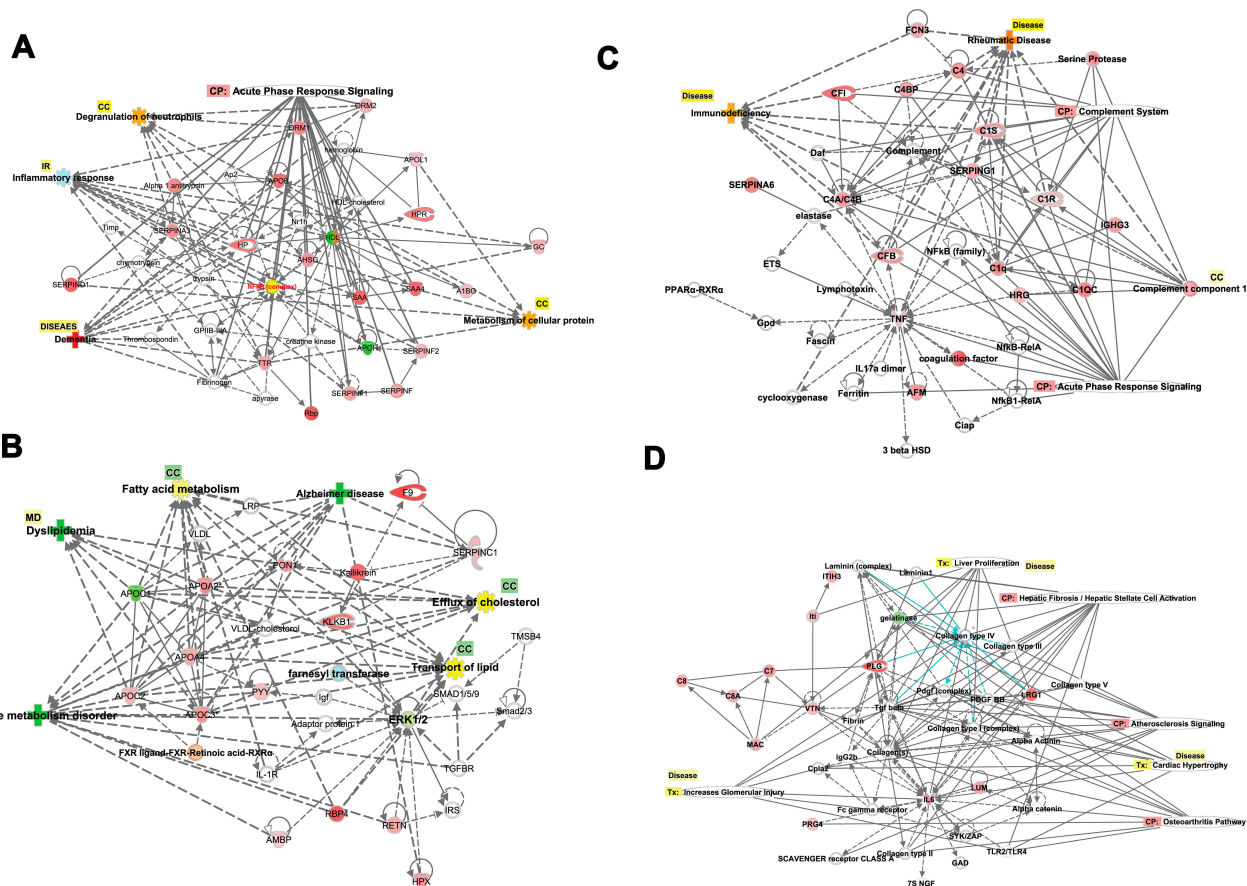 A
CP: Acute Phase Response Signaling
CC
Degranulation of neutrophils
ORM2
ORM1
hemoglobin
IR
Inflammatory response
APOL1
Ap2
Alpha 1 antitrypsin
HDL-cholesterol
HPR
Nr1h
Timp
SERPINA3
HP
HDL
GC
chymotrypsin
AHSG
trypsin
SERPIND1
NFkB (complex)
SAA
SAA4
A1BG
CC
Metabolism of cellular protein
DISEAES
Dementia
Thrombospondin
GPIIB-IIIA
creatine kinase
APOH
SERPINF2
TTR
Fibrinogen
apyrase
SERPINF1
SERPINF
Rbp
B
CC
Fatty acid metabolism
Alzheimer disease
F9
LRP
MD
Dyslipidemia
VLDL
SERPINC1
PON1
Kallikrein
APOC1
APOA2
CC
Efflux of cholesterol
VLDL-cholesterol
KLKB1
TMSB4
CC
APOA4
farnesyl transferase
Transport of lipid
APOC2
PYY
Igf
SMAD1/5/9
e metabolism disorder
APOC3
Adaptor protein 1
ERK1/2
Smad2/3
FXR ligand-FXR-Retinoic acid-RXRα
IL-1R
TGFBR
RBP4
IRS
RETN
AMBP
HPX
C
FCN3
Disease
Rheumatic Disease
C4
Serine Protease
Disease
Immunodeficiency
CFI
C4BP
CP: Complement System
C1S
Daf
Complement
SERPING1
SERPINA6
C4A/C4B
C1R
elastase
IGHG3
CFB
NFkB (family)
ETS
C1q
CC
PPARα-RXRα
Lymphotoxin
HRG
C1QC
Complement component 1
Gpd
TNF
Fascin
NfkB-RelA
coagulation factor
IL17a dimer
cyclooxygenase
Ferritin
AFM
CP: Acute Phase Response Signaling
NfkB1-RelA
Ciap
3 beta HSD
D
Laminin (complex)
Laminin1
Tx: Liver Proliferation
Disease
ITIH3
CP: Hepatic Fibrosis / Hepatic Stellate Cell Activation
Iti
gelatinase
Collagen type IV
Collagen type III
C7
PLG
C8
Collagen type V
C8A
Pdgf (complex)
PDGF BB
LRG1
VTN
Tgf beta
Fibrin
Collagen type I (complex)
CP: Atherosclerosis Signaling
MAC
Alpha Actinin
IgG2b
Collagen(s)
Disease
Cpla2
Tx: Cardiac Hypertrophy
Disease
Tx: Increases Glomerular Injury
LUM
IL6
Fc gamma receptor
Alpha catenin
PRG4
CP: Osteoarthritis Pathway
SYK/ZAP
Collagen type II
TLR2/TLR4
SCAVENGER receptor CLASS A
GAD
7S NGF